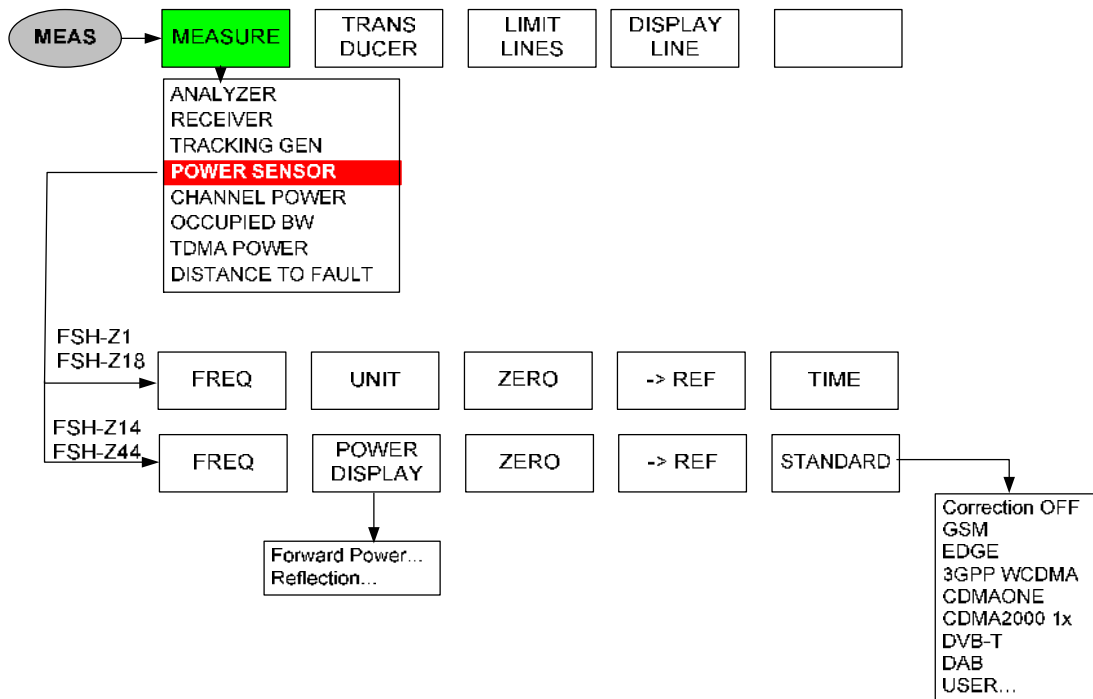 MEAS
MEASURE
TRANS
DUCER
LIMIT
LINES
DISPLAY
LINE
ANALYZER
RECEIVER
TRACKING GEN
POWER SENSOR
CHANNEL POWER
OCCUPIED BW
TDMA POWER
DISTANCE TO FAULT
FSH-Z1
FSH-Z18
FREQ
UNIT
ZERO
-> REF
TIME
FSH-Z14
FSH-Z44
FREQ
POWER
DISPLAY
ZERO
-> REF
STANDARD
Forward Power...
Reflection...
Correction OFF
GSM
EDGE
3GPP WCDMA
CDMAONE
CDMA2000 1x
DVB-T
DAB
USER...